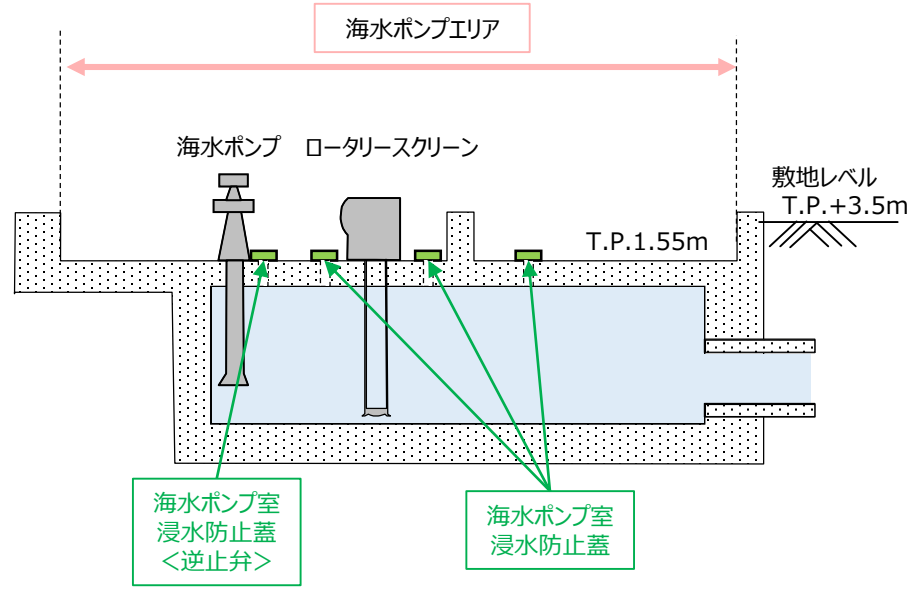 海水ポンプエリア
海水ポンプ ロータリースクリーン
敷地レベル
T.P.+3.5m
T.P.1.55m
海水ポンプ室
浸水防止蓋
<逆止弁>
海水ポンプ室
浸水防止蓋